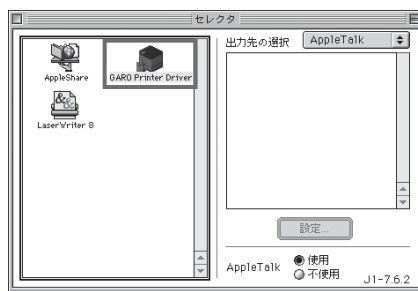 セレクタ
AppleShare
GARO Printer Driver
LaserWriter 8
出力先の選択
AppleTalk
設定...
AppleTalk
使用
不使用
J1-7.6.2